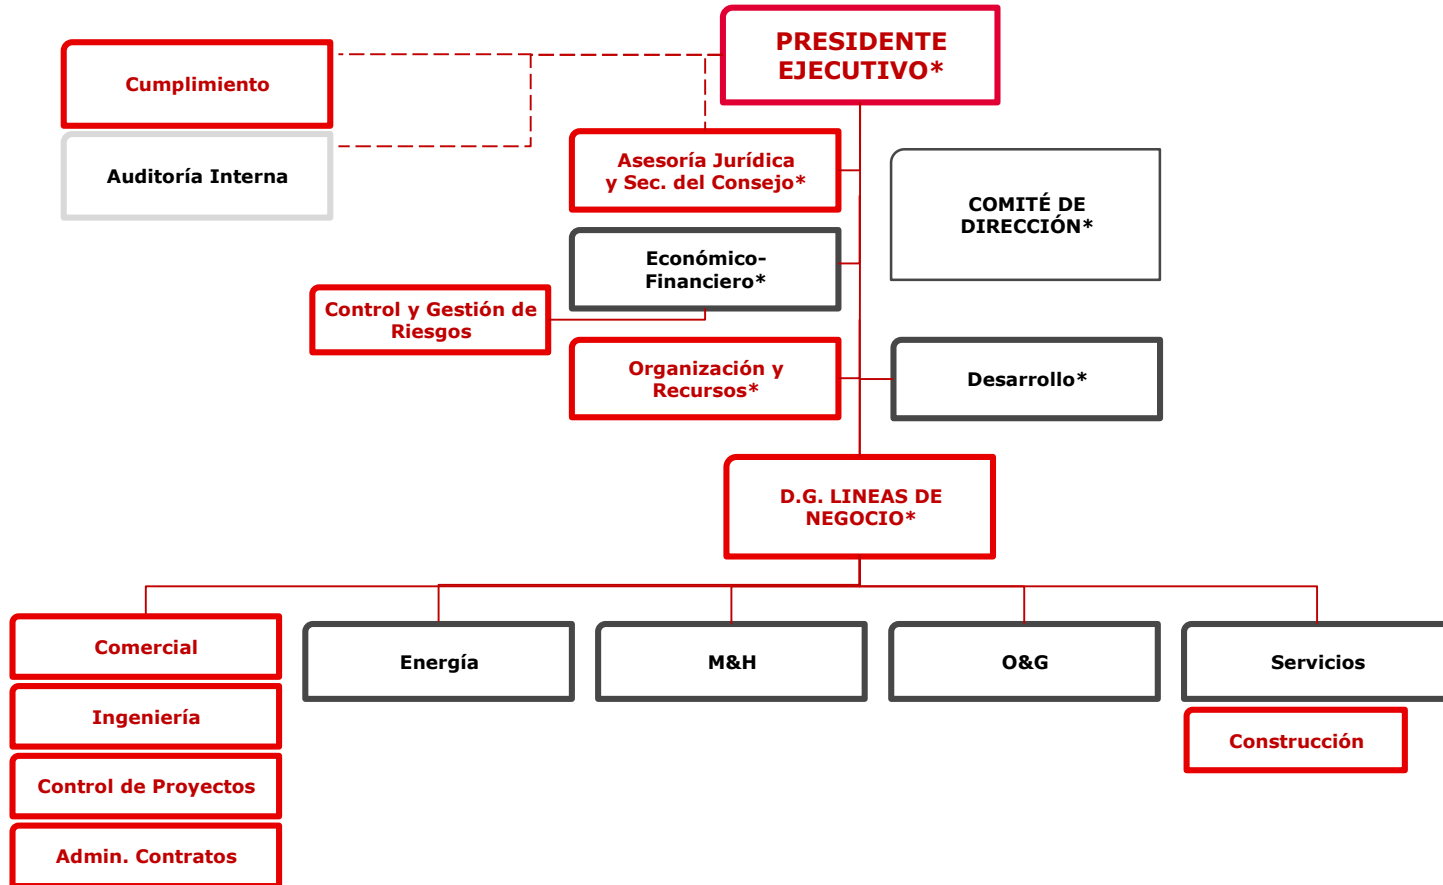 PRESIDENTE
EJECUTIVO*
Cumplimiento
Auditoría Interna
Asesoría Jurídica
y Sec. del Consejo*
COMITÉ DE
DIRECCIÓN*
Económico-
Financiero*
Control y Gestión de
Riesgos
Organización y
Recursos*
Desarrollo*
D.G. LINEAS DE
NEGOCIO*
Comercial
Energía
M&H
O&G
Servicios
Ingeniería
Construcción
Control de Proyectos
Admin. Contratos